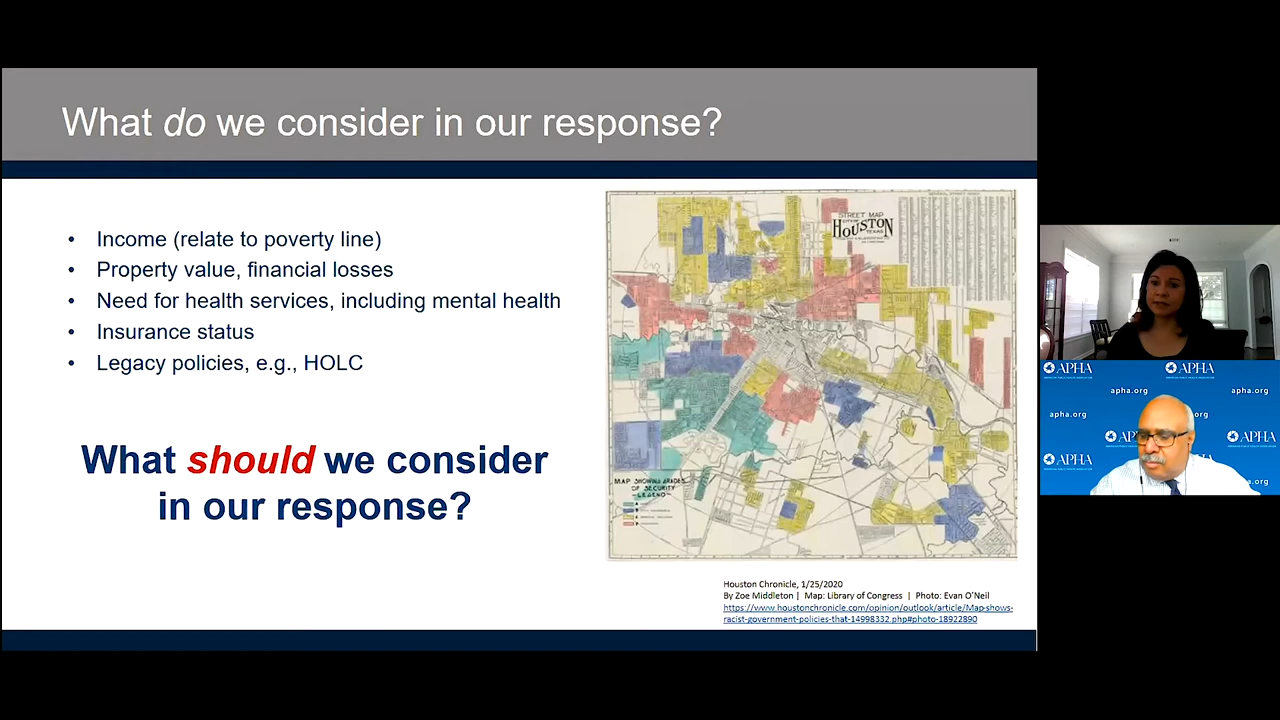 What do we consider in our response?
• Income (relate to poverty line)
• Property value, financial losses
• Need for health services, including mental health
• Insurance status
• Legacy policies, e.g., HOLC
What should we consider
in our response?
STREET MAP
HOUSTON
TEXAS
MAP SHOWING GRADES
OF SECURITY
LEGEND
Houston Chronicle, 1/25/2020
By Zoe Middleton | Map: Library of Congress | Photo: Evan O'Neil
https://www.houstonchronicle.com/opinion/outlook/article/Map-shows-
racist-government-policies-that-14998332.php#photo-18922890
APHA
APHA
apha.org
apha.org
apha.org
.org
AP
APHA
APHA
ha.org